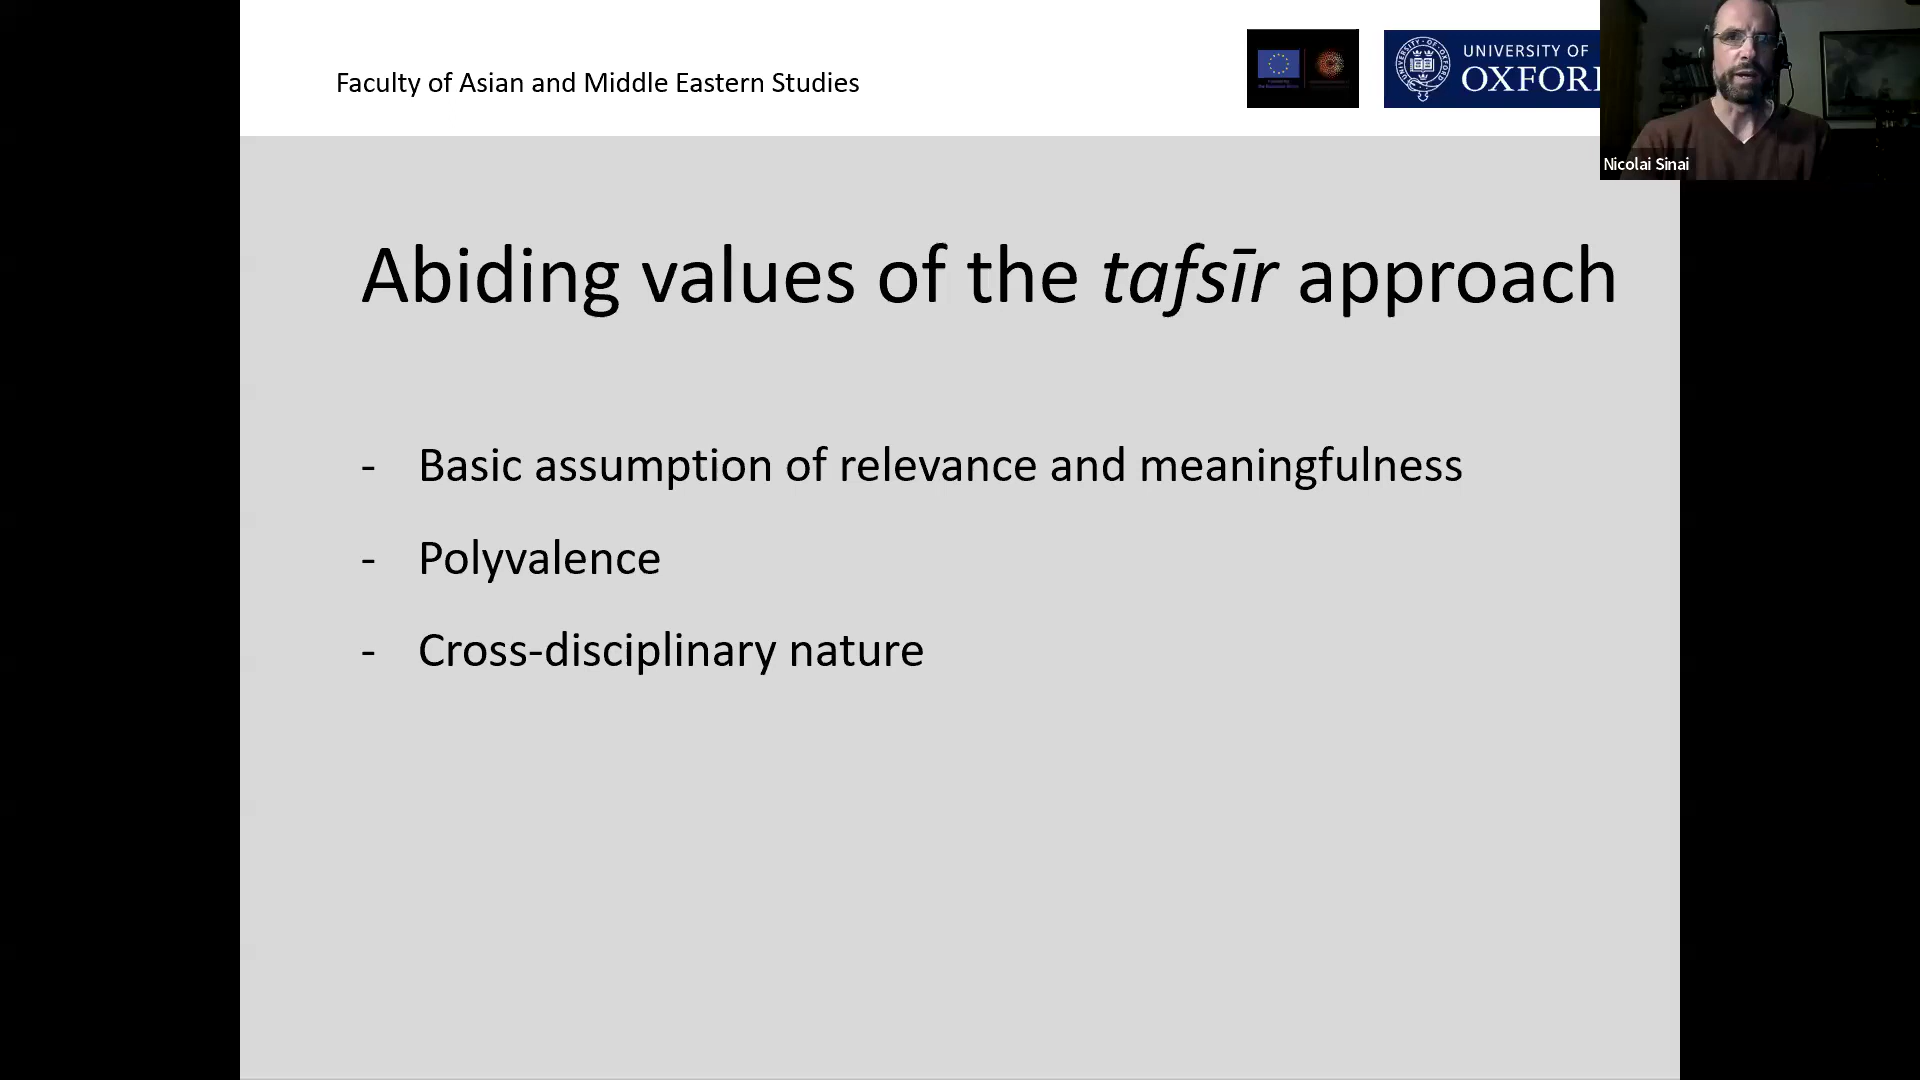 Faculty of Asian and Middle Eastern Studies
UNIVERSITY OF
OXFOR
Nicolai Sinai
Abiding values of the tafsīr approach
- Basic assumption of relevance and meaningfulness
- Polyvalence
- Cross-disciplinary nature